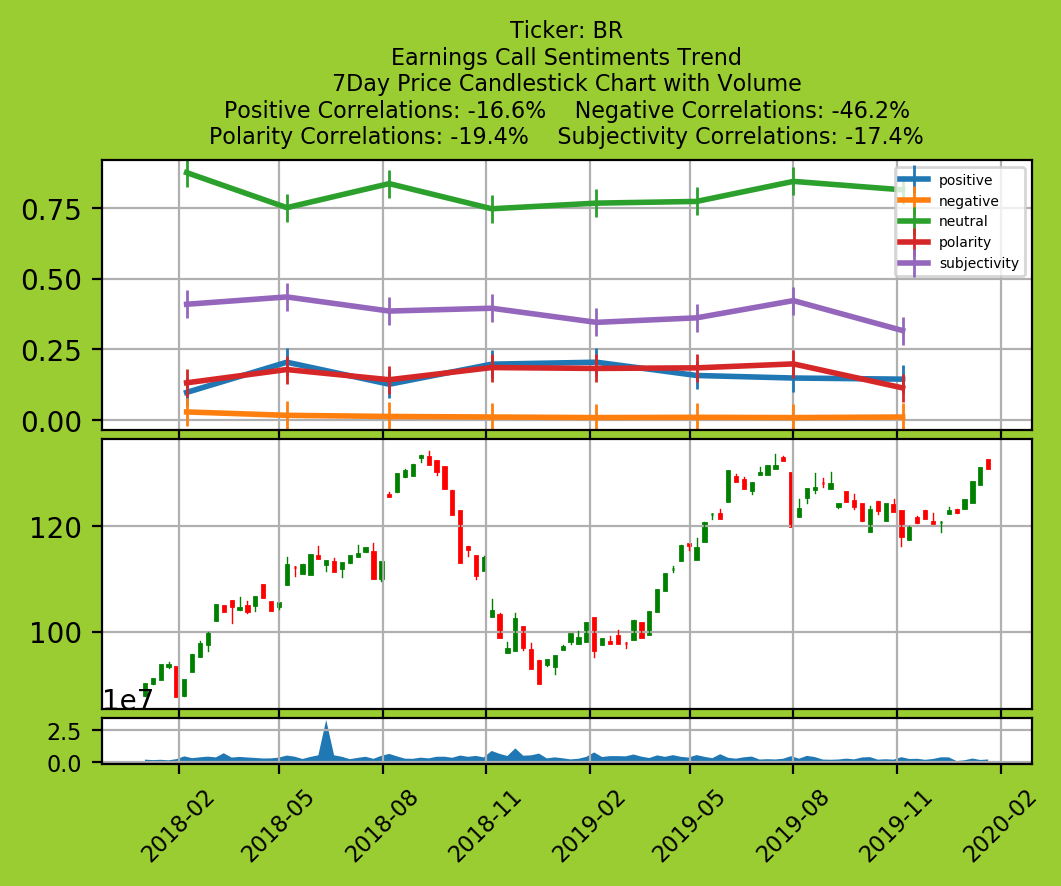 Ticker: BR
Earnings Call Sentiments Trend
7Day Price Candlestick Chart with Volume
Positive Correlations: -16.6%    Negative Correlations: -46.2%
Polarity Correlations: -19.4%    Subjectivity Correlations: -17.4%
positive
negative
neutral
polarity
subjectivity
0.75
0.50
0.25
0.00
120
100
1e7
2.5
0.0
2018-02
2018-05
2018-08
2018-11
2019-02
2019-05
2019-08
2019-11
2020-02